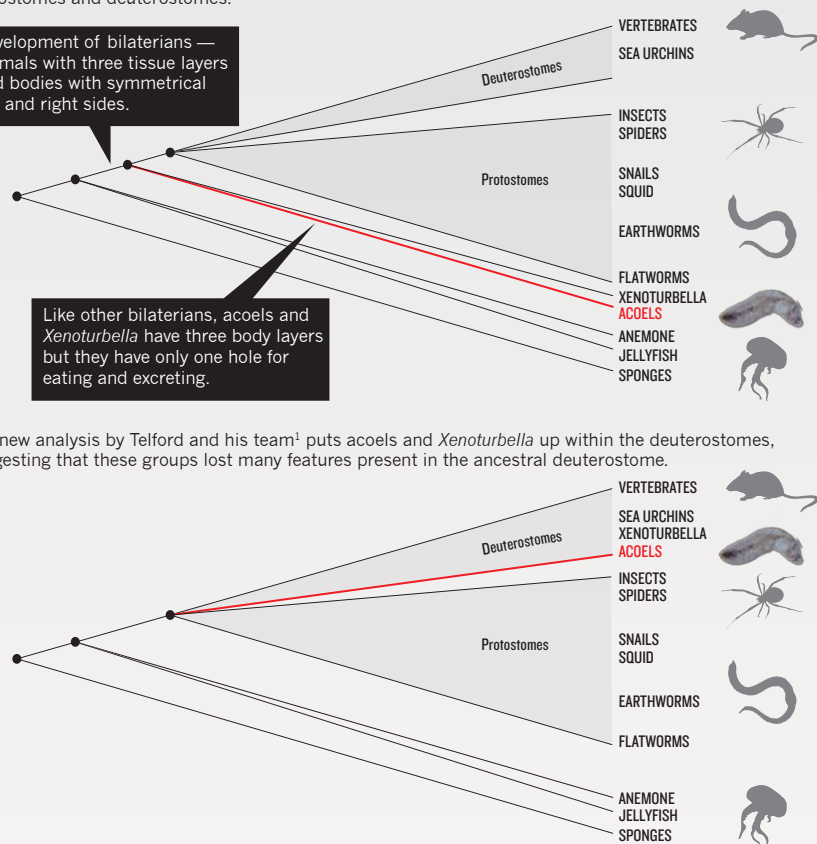 ostomes and deuterostomes.
velopment of bilaterians —
mals with three tissue layers
d bodies with symmetrical
and right sides.
Deuterostomes
VERTEBRATES
SEA URCHINS
INSECTS
SPIDERS
Protostomes
SNAILS
SQUID
EARTHWORMS
FLATWORMS
XENOTURBELLA
ACOELS
ANEMONE
JELLYFISH
SPONGES
Like other bilaterians, acoels and
Xenoturbella have three body layers
but they have only one hole for
eating and excreting.
new analysis by Telford and his team¹ puts acoels and Xenoturbella up within the deuterostomes,
gesting that these groups lost many features present in the ancestral deuterostome.
Deuterostomes
VERTEBRATES
SEA URCHINS
XENOTURBELLA
ACOELS
INSECTS
SPIDERS
Protostomes
SNAILS
SQUID
EARTHWORMS
FLATWORMS
ANEMONE
JELLYFISH
SPONGES